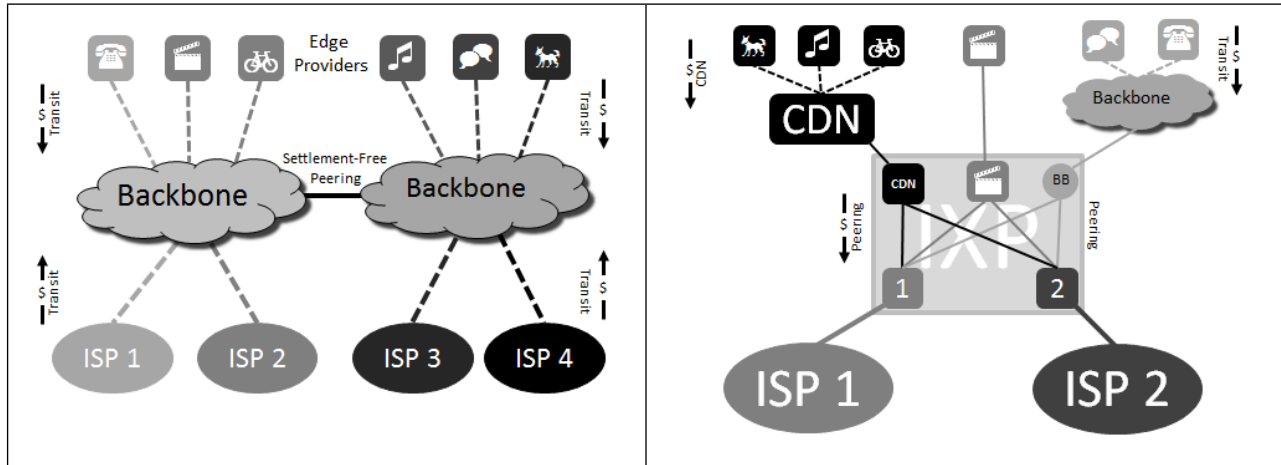 Edge
Providers
$
Transit
$
Transit
Settlement-Free
Peering
Backbone
Backbone
$
Transit
$
Transit
ISP 1
ISP 2
ISP 3
ISP 4
$
CDN
$
Transit
Backbone
CDN
CDN
BB
IXP
$
Peering
Peering
1
2
ISP 1
ISP 2